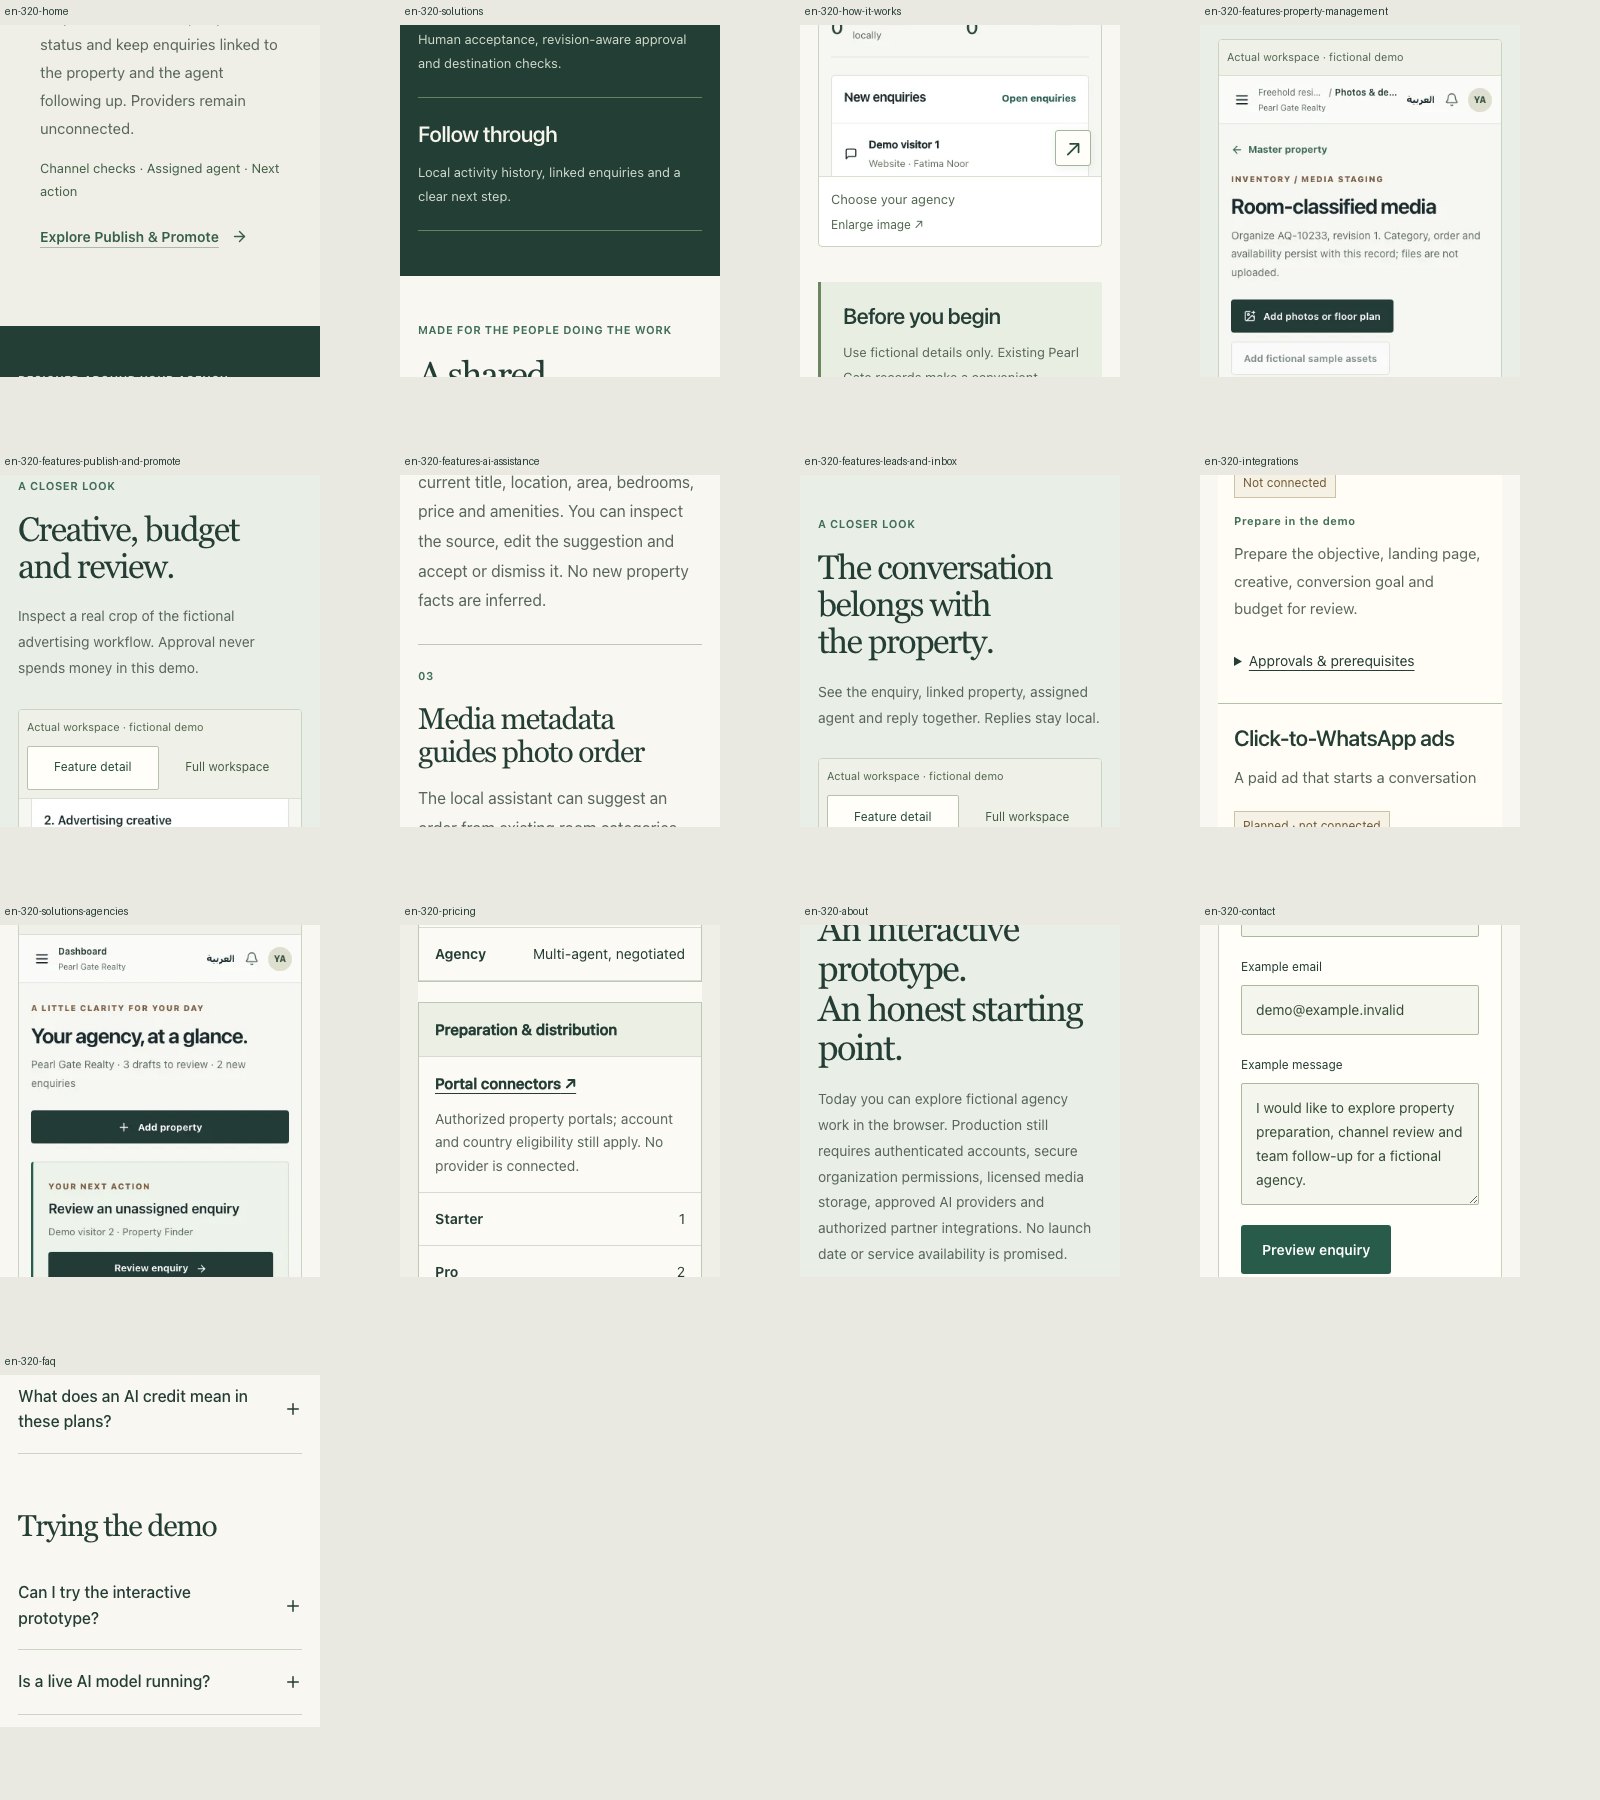 en-320-home
status and keep enquiries linked to
the property and the agent
following up. Providers remain
unconnected.
Channel checks · Assigned agent · Next
action
Explore Publish & Promote →
en-320-solutions
Human acceptance, revision-aware approval
and destination checks.
Follow through
Local activity history, linked enquiries and a
clear next step.
MADE FOR THE PEOPLE DOING THE WORK
A shared
en-320-how-it-works
0 locally 0
New enquiries Open enquiries
Demo visitor 1
Website · Fatima Noor
Choose your agency
Enlarge image ↗
Before you begin
Use fictional details only. Existing Pearl
Gate records make a convenient
en-320-features-property-management
Actual workspace · fictional demo
Freehold resi... / Photos & de... العربية YA
Pearl Gate Realty
← Master property
INVENTORY / MEDIA STAGING
Room-classified media
Organize AQ-10233, revision 1. Category, order and
availability persist with this record; files are not
uploaded.
Add photos or floor plan
Add fictional sample assets
en-320-features-publish-and-promote
A CLOSER LOOK
Creative, budget
and review.
Inspect a real crop of the fictional
advertising workflow. Approval never
spends money in this demo.
Actual workspace · fictional demo
Feature detail Full workspace
2. Advertising creative
en-320-features-ai-assistance
current title, location, area, bedrooms,
price and amenities. You can inspect
the source, edit the suggestion and
accept or dismiss it. No new property
facts are inferred.
03
Media metadata
guides photo order
The local assistant can suggest an
order from existing room categories
en-320-features-leads-and-inbox
A CLOSER LOOK
The conversation
belongs with
the property.
See the enquiry, linked property, assigned
agent and reply together. Replies stay local.
Actual workspace · fictional demo
Feature detail Full workspace
en-320-integrations
Not connected
Prepare in the demo
Prepare the objective, landing page,
creative, conversion goal and
budget for review.
▶ Approvals & prerequisites
Click-to-WhatsApp ads
A paid ad that starts a conversation
Planned · not connected
en-320-solutions-agencies
Dashboard العربية YA
Pearl Gate Realty
A LITTLE CLARITY FOR YOUR DAY
Your agency, at a glance.
Pearl Gate Realty · 3 drafts to review · 2 new
enquiries
+ Add property
YOUR NEXT ACTION
Review an unassigned enquiry
Demo visitor 2 · Property Finder
Review enquiry →
en-320-pricing
Agency Multi-agent, negotiated
Preparation & distribution
Portal connectors ↗
Authorized property portals; account
and country eligibility still apply. No
provider is connected.
Starter 1
Pro 2
en-320-about
An interactive
prototype.
An honest starting
point.
Today you can explore fictional agency
work in the browser. Production still
requires authenticated accounts, secure
organization permissions, licensed media
storage, approved AI providers and
authorized partner integrations. No launch
date or service availability is promised.
en-320-contact
Example email
demo@example.invalid
Example message
I would like to explore property
preparation, channel review and
team follow-up for a fictional
agency.
Preview enquiry
en-320-faq
What does an AI credit mean in
these plans? +
Trying the demo
Can I try the interactive
prototype? +
Is a live AI model running? +